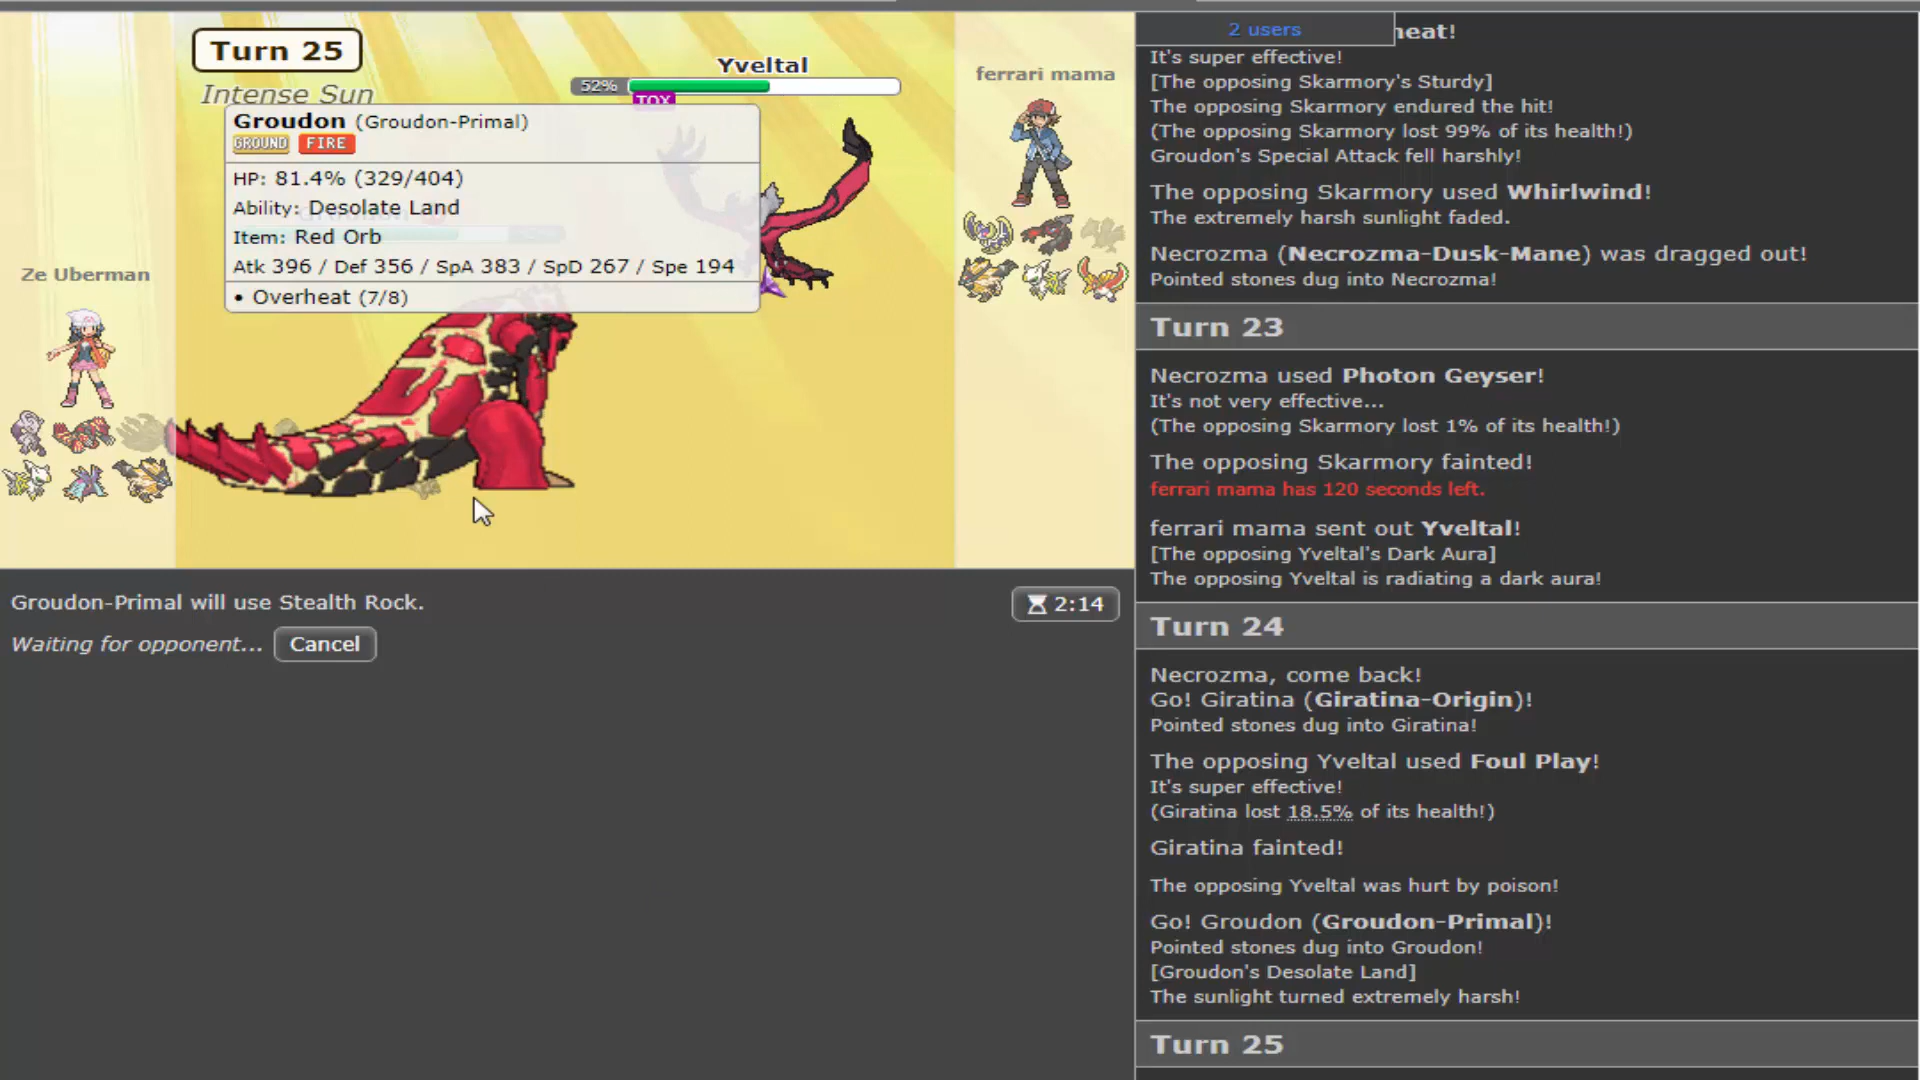 Turn 25
Intense Sun
Yveltal
52%
TOX
Groudon (Groudon-Primal)
GROUND FIRE
HP: 81.4% (329/404)
Ability: Desolate Land
Item: Red Orb
Atk 396 / Def 356 / SpA 383 / SpD 267 / Spe 194
• Overheat (7/8)
Ze Uberman
ferrari mama
Groudon-Primal will use Stealth Rock.
2:14
Waiting for opponent... Cancel
2 users
heat!
It's super effective!
[The opposing Skarmory's Sturdy]
The opposing Skarmory endured the hit!
(The opposing Skarmory lost 99% of its health!)
Groudon's Special Attack fell harshly!
The opposing Skarmory used Whirlwind!
The extremely harsh sunlight faded.
Necrozma (Necrozma-Dusk-Mane) was dragged out!
Pointed stones dug into Necrozma!
Turn 23
Necrozma used Photon Geyser!
It's not very effective...
(The opposing Skarmory lost 1% of its health!)
The opposing Skarmory fainted!
ferrari mama has 120 seconds left.
ferrari mama sent out Yveltal!
[The opposing Yveltal's Dark Aura]
The opposing Yveltal is radiating a dark aura!
Turn 24
Necrozma, come back!
Go! Giratina (Giratina-Origin)!
Pointed stones dug into Giratina!
The opposing Yveltal used Foul Play!
It's super effective!
(Giratina lost 18.5% of its health!)
Giratina fainted!
The opposing Yveltal was hurt by poison!
Go! Groudon (Groudon-Primal)!
Pointed stones dug into Groudon!
[Groudon's Desolate Land]
The sunlight turned extremely harsh!
Turn 25